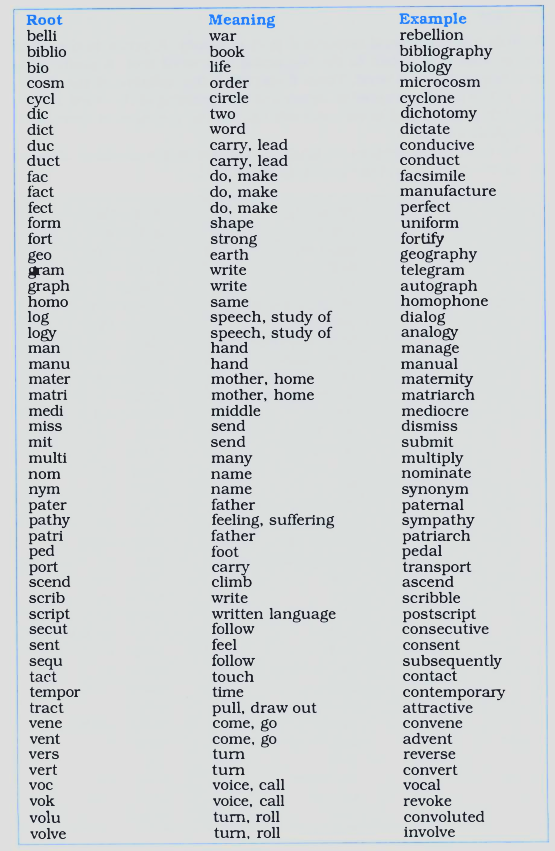 Root Meaning Example
belli war rebellion
biblio book bibliography
bio life biology
cosm order microcosm
cycl circle cyclone
dic two dichotomy
dict word dictate
duc carry, lead conducive
duct carry, lead conduct
fac do, make facsimile
fact do, make manufacture
fect do, make perfect
form shape uniform
fort strong fortify
geo earth geography
gram write telegram
graph write autograph
homo same homophone
log speech, study of dialog
logy speech, study of analogy
man hand manage
manu hand manual
mater mother, home maternity
matri mother, home matriarch
medi middle mediocre
miss send dismiss
mit send submit
multi many multiply
nom name nominate
nym name synonym
pater father paternal
pathy feeling, suffering sympathy
patri father patriarch
ped foot pedal
port carry transport
scend climb ascend
scrib write scribble
script written language postscript
secut follow consecutive
sent feel consent
sequ follow subsequently
tact touch contact
tempor time contemporary
tract pull, draw out attractive
vene come, go convene
vent come, go advent
vers turn reverse
vert turn convert
voc voice, call vocal
vok voice, call revoke
volu turn, roll convoluted
volve turn, roll involve